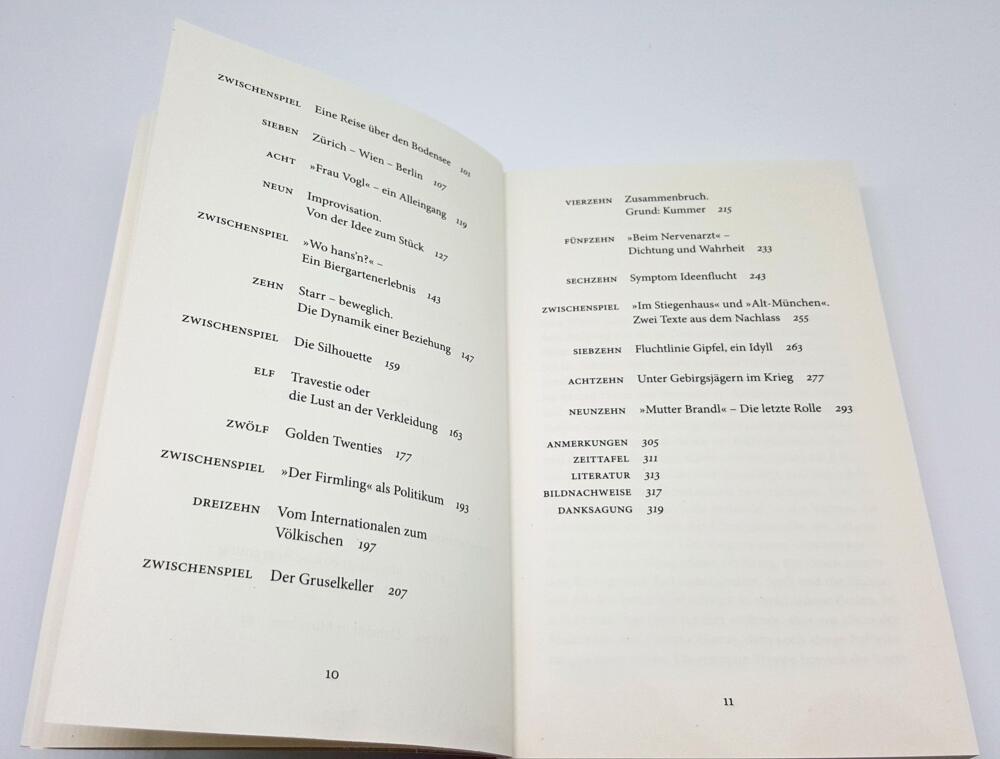 ZWISCHENSPIEL Eine Reise über den Bodensee 101
SIEBEN Zürich – Wien – Berlin 107
ACHT »Frau Vogl« – ein Alleingang 119
NEUN Improvisation.
Von der Idee zum Stück 127
ZWISCHENSPIEL »Wo hans'n?« –
Ein Biergartenerlebnis 143
ZEHN Starr – beweglich.
Die Dynamik einer Beziehung 147
ZWISCHENSPIEL Die Silhouette 159
ELF Travestie oder
die Lust an der Verkleidung 163
ZWÖLF Golden Twenties 177
ZWISCHENSPIEL »Der Firmling« als Politikum 193
DREIZEHN Vom Internationalen zum
Völkischen 197
ZWISCHENSPIEL Der Gruselkeller 207
10
VIERZEHN Zusammenbruch.
Grund: Kummer 215
FÜNFZEHN »Beim Nervenarzt« –
Dichtung und Wahrheit 233
SECHZEHN Symptom Ideenflucht 243
ZWISCHENSPIEL »Im Stiegenhaus« und »Alt-München«.
Zwei Texte aus dem Nachlass 255
SIEBZEHN Fluchtlinie Gipfel, ein Idyll 263
ACHTZEHN Unter Gebirgsjägern im Krieg 277
NEUNZEHN »Mutter Brandl« – Die letzte Rolle 293
ANMERKUNGEN 305
ZEITTAFEL 311
LITERATUR 313
BILDNACHWEISE 317
DANKSAGUNG 319
11